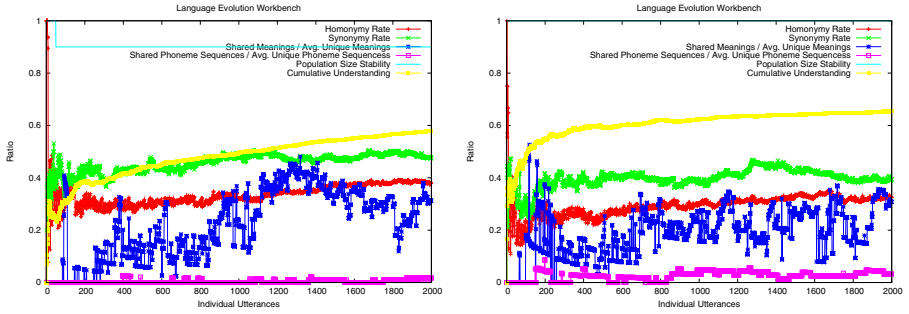 Language Evolution Workbench
Homonymy Rate
Synonymy Rate
Shared Meanings / Avg. Unique Meanings
Shared Phoneme Sequences / Avg. Unique Phoneme Sequencess
Population Size Stability
Cumulative Understanding
1
0.8
0.6
0.4
0.2
0
Ratio
0 200 400 600 800 1000 1200 1400 1600 1800 2000
Individual Utterances
Language Evolution Workbench
Homonymy Rate
Synonymy Rate
Shared Meanings / Avg. Unique Meanings
Shared Phoneme Sequences / Avg. Unique Phoneme Sequencess
Population Size Stability
Cumulative Understanding
1
0.8
0.6
0.4
0.2
0
Ratio
0 200 400 600 800 1000 1200 1400 1600 1800 2000
Individual Utterances